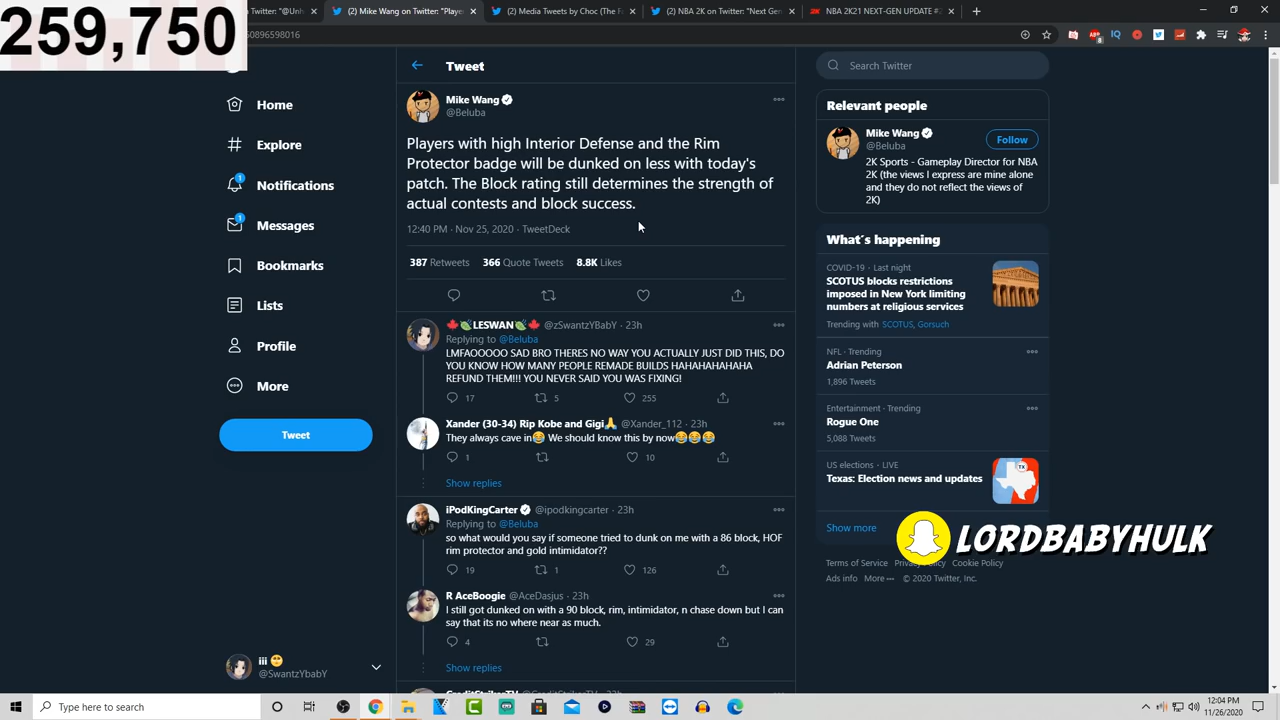 259,750
n Twitter: "@Unh
(2) Mike Wang on Twitter: "Playe
(2) Media Tweets by Choc (
(2) NBA 2K on Twitter: "Next Gen
NBA 2K21 NEXT GEN UPDATE #
50896598016
Tweet
Search Twitter
Home
Explore
1
Notifications
1
Messages
Bookmarks
Lists
Profile
More
Tweet
iii
@SwantzYbabY
Mike Wang
@Beluba
Players with high Interior Defense and the Rim
Protector badge will be dunked on less with today's
patch. The Block rating still determines the strength of
actual contests and block success.
12:40 PM · Nov 25, 2020 · TweetDeck
387 Retweets 366 Quote Tweets 8.8K Likes
🍁🍃LESWAN🍃🍁 @zSwantzYBabY · 23h
Replying to @Beluba
LMFAOOOOO SAD BRO THERES NO WAY YOU ACTUALLY JUST DID THIS, DO
YOU KNOW HOW MANY PEOPLE REMADE BUILDS HAHAHAHAHAHA
REFUND THEM!!! YOU NEVER SAID YOU WAS FIXING!
17 5 255
Xander (30-34) Rip Kobe and Gigi🙏 @Xander_112 · 23h
They always cave in😂 We should know this by now😂😂😂
1 10
Show replies
iPodKingCarter @ipodkingcarter · 23h
Replying to @Beluba
so what would you say if someone tried to dunk on me with a 86 block, HOF
rim protector and gold intimidator??
19 1 126
R AceBoogie @AceDasjus · 23h
I still got dunked on with a 90 block, rim, intimidator, n chase down but I can
say that its no where near as much.
4 29
Show replies
Relevant people
Mike Wang
@Beluba
Follow
2K Sports - Gameplay Director for NBA
2K (the views I express are mine alone
and they do not reflect the views of
2K)
What's happening
COVID-19 · Last night
SCOTUS blocks restrictions
imposed in New York limiting
numbers at religious services
Trending with SCOTUS, Gorsuch
NFL · Trending
Adrian Peterson
1,896 Tweets
Entertainment · Trending
Rogue One
5,088 Tweets
US elections · LIVE
Texas: Election news and updates
Show more
LORDBABYHULK
Terms of Service Privacy Policy Cookie Policy
Ads info More © 2020 Twitter, Inc.
Type here to search
12:04 PM
11/26/2020